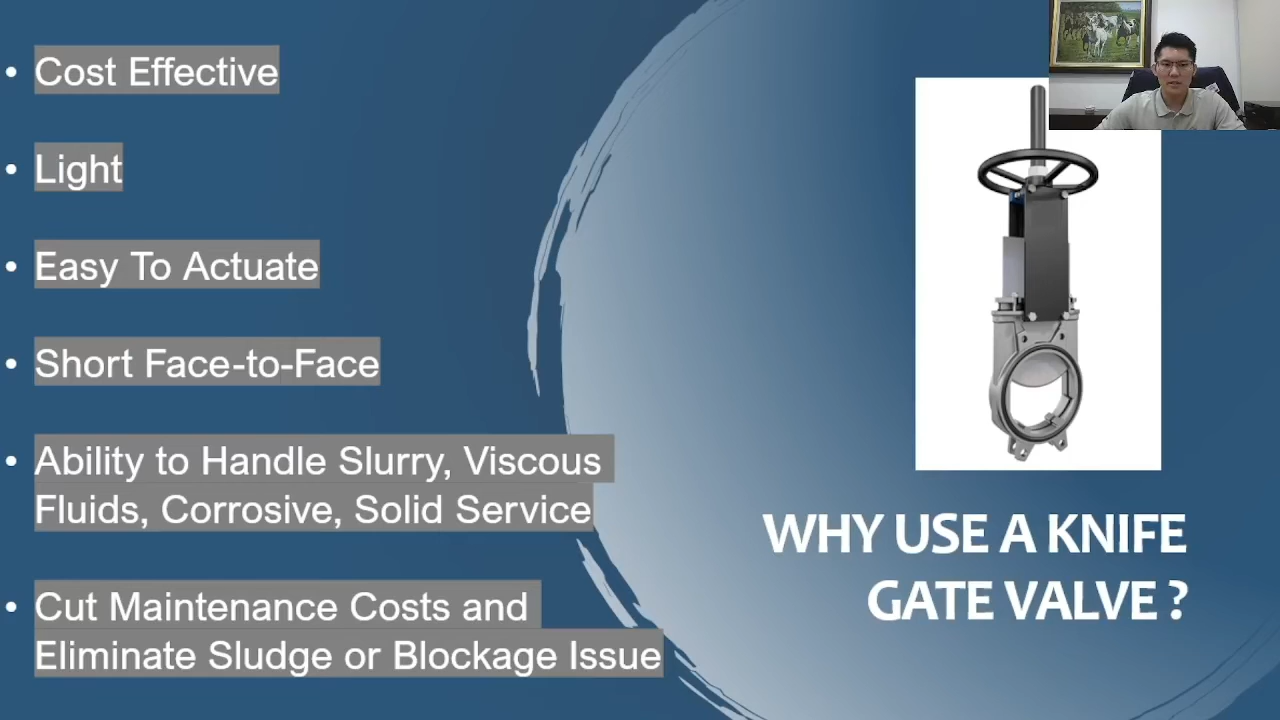 • Cost Effective
• Light
• Easy To Actuate
• Short Face-to-Face
• Ability to Handle Slurry, Viscous
Fluids, Corrosive, Solid Service
• Cut Maintenance Costs and
Eliminate Sludge or Blockage Issue
WHY USE A KNIFE
GATE VALVE ?